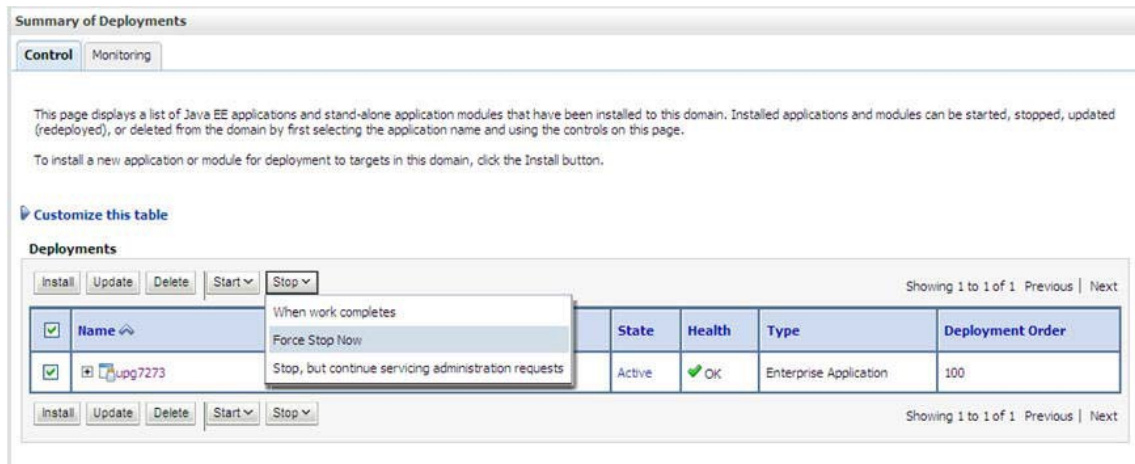 Summary of Deployments
Control Monitoring
This page displays a list of Java EE applications and stand-alone application modules that have been installed to this domain. Installed applications and modules can be started, stopped, updated
(redeployed), or deleted from the domain by first selecting the application name and using the controls on this page.
To install a new application or module for deployment to targets in this domain, click the Install button.
Customize this table
Deployments
Install Update Delete Start Stop Showing 1 to 1 of 1 Previous | Next
When work completes
Force Stop Now
Stop, but continue servicing administration requests
Name State Health Type Deployment Order
upg7273 Active OK Enterprise Application 100
Install Update Delete Start Stop Showing 1 to 1 of 1 Previous | Next